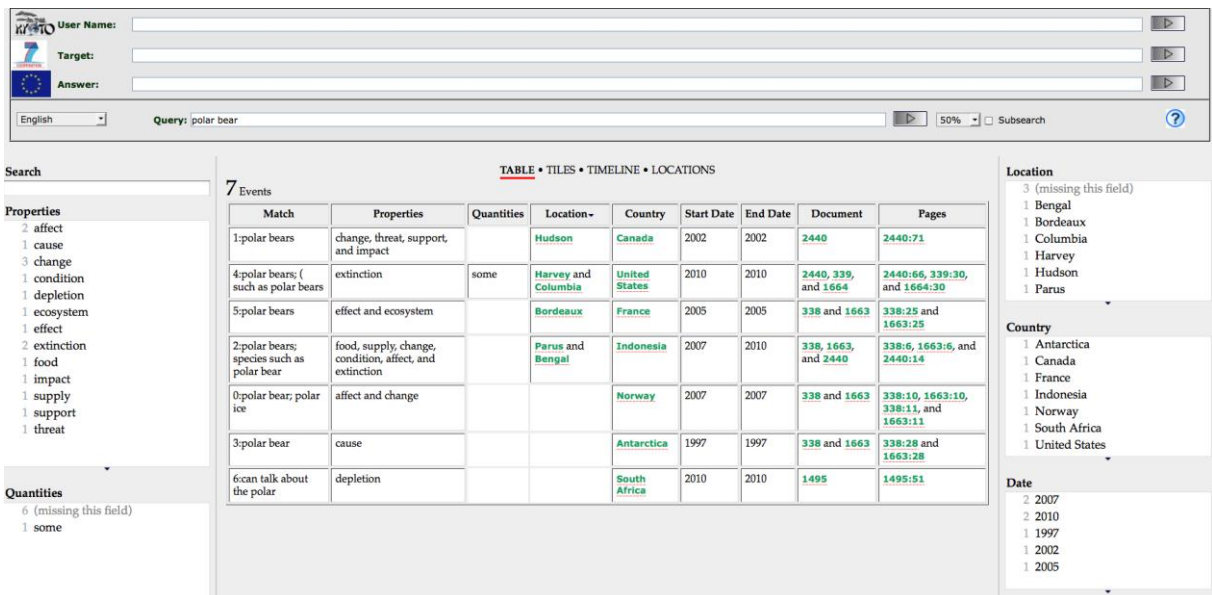 KYOTO User Name:
7 Target:
Answer:
English Query: polar bear 50% Subsearch ?
Search
Properties
2 affect
1 cause
3 change
1 condition
1 depletion
1 ecosystem
1 effect
2 extinction
1 food
1 impact
1 supply
1 support
1 threat
Quantities
6 (missing this field)
1 some
TABLE • TILES • TIMELINE • LOCATIONS
7 Events
Match Properties Quantities Location Country Start Date End Date Document Pages
1:polar bears change, threat, support, Hudson Canada 2002 2002 2440 2440:71
and impact
4:polar bears; ( extinction some Harvey and United 2010 2010 2440, 339, 2440:66, 339:30,
such as polar bears Columbia States and 1664 and 1664:30
5:polar bears effect and ecosystem Bordeaux France 2005 2005 338 and 1663 338:25 and
1663:25
2:polar bears; food, supply, change, Parus and Indonesia 2007 2010 338, 1663, 338:6, 1663:6, and
species such as condition, affect, and Bengal and 2440 2440:14
polar bear extinction
0:polar bear; polar affect and change Norway 2007 2007 338 and 1663 338:10, 1663:10,
ice 338:11, and
1663:11
3:polar bear cause Antarctica 1997 1997 338 and 1663 338:28 and
1663:28
6:can talk about depletion South 2010 2010 1495 1495:51
the polar Africa
Location
3 (missing this field)
1 Bengal
1 Bordeaux
1 Columbia
1 Harvey
1 Hudson
1 Parus
Country
1 Antarctica
1 Canada
1 France
1 Indonesia
1 Norway
1 South Africa
1 United States
Date
2 2007
2 2010
1 1997
1 2002
1 2005